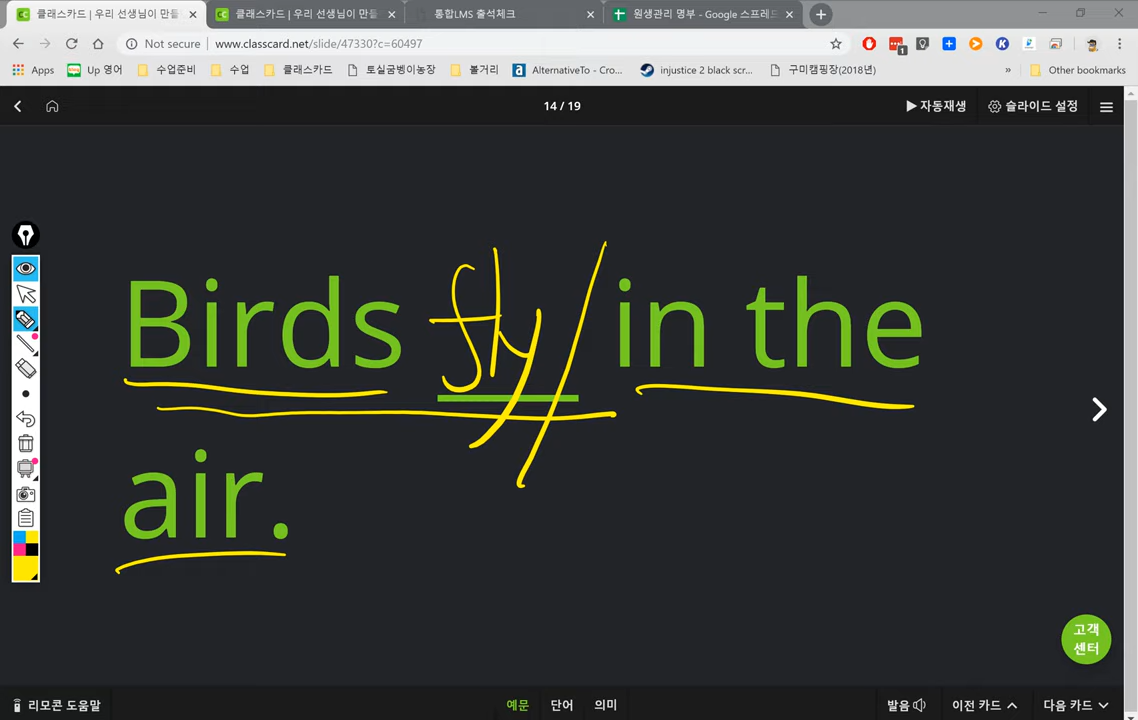 클래스카드 | 우리 선생님이 만들
클래스카드 | 우리 선생님이 만들
통합LMS 출석체크
원생관리 명부 - Google 스프레드
Not secure | www.classcard.net/slide/47330?c=60497
Apps Up 영어 수업준비 수업 클래스카드 토실굼벵이농장 볼거리 AlternativeTo - Cro... injustice 2 black scr... 구미캠핑장(2018년) » Other bookmarks
14 / 19 자동재생 슬라이드 설정
Birds fly / in the
air.
고객
센터
리모콘 도움말 예문 단어 의미 발음 이전 카드 다음 카드